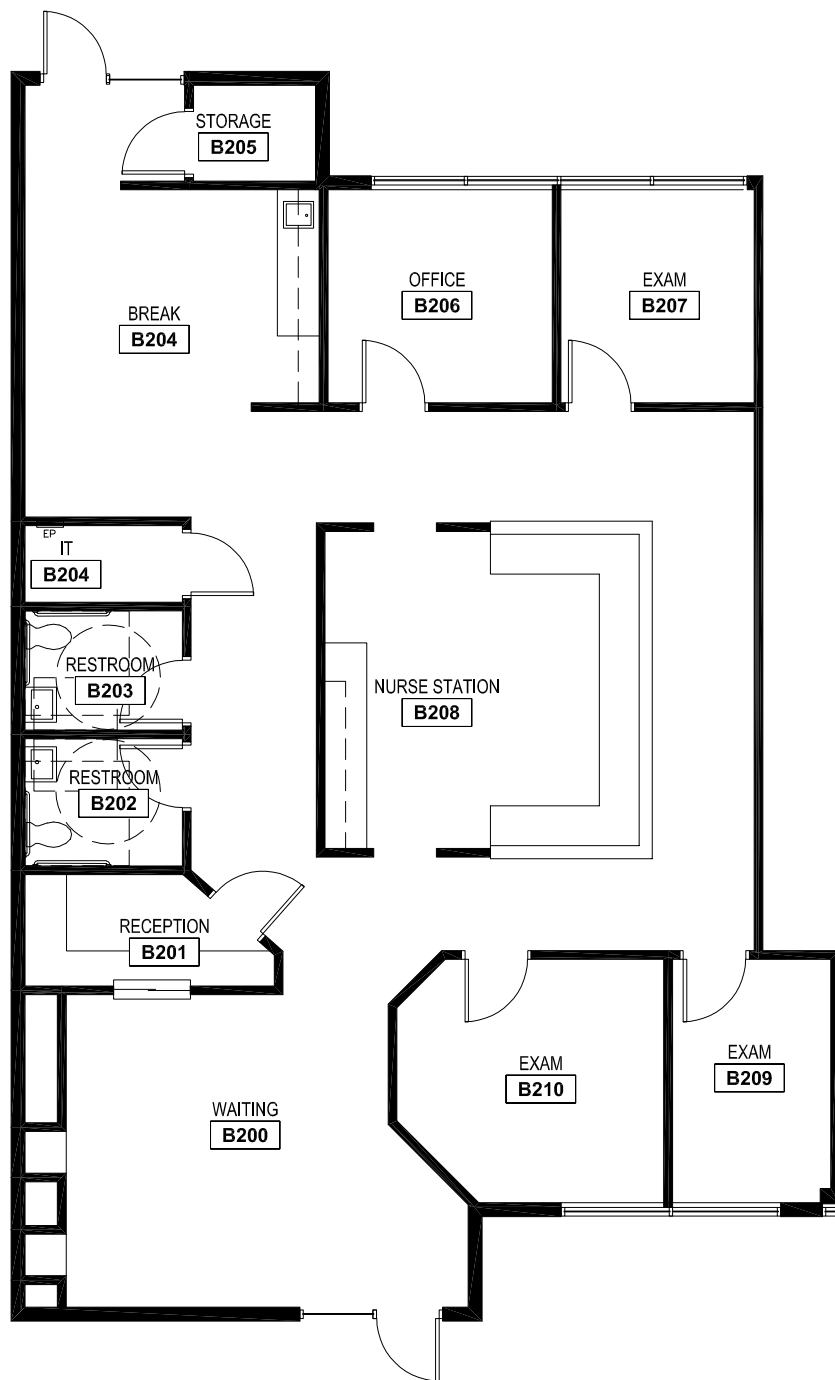 STORAGE
B205
OFFICE
B206
EXAM
B207
BREAK
B204
EP
IT
B204
RESTROOM
B203
NURSE STATION
B208
RESTROOM
B202
RECEPTION
B201
EXAM
B210
EXAM
B209
WAITING
B200